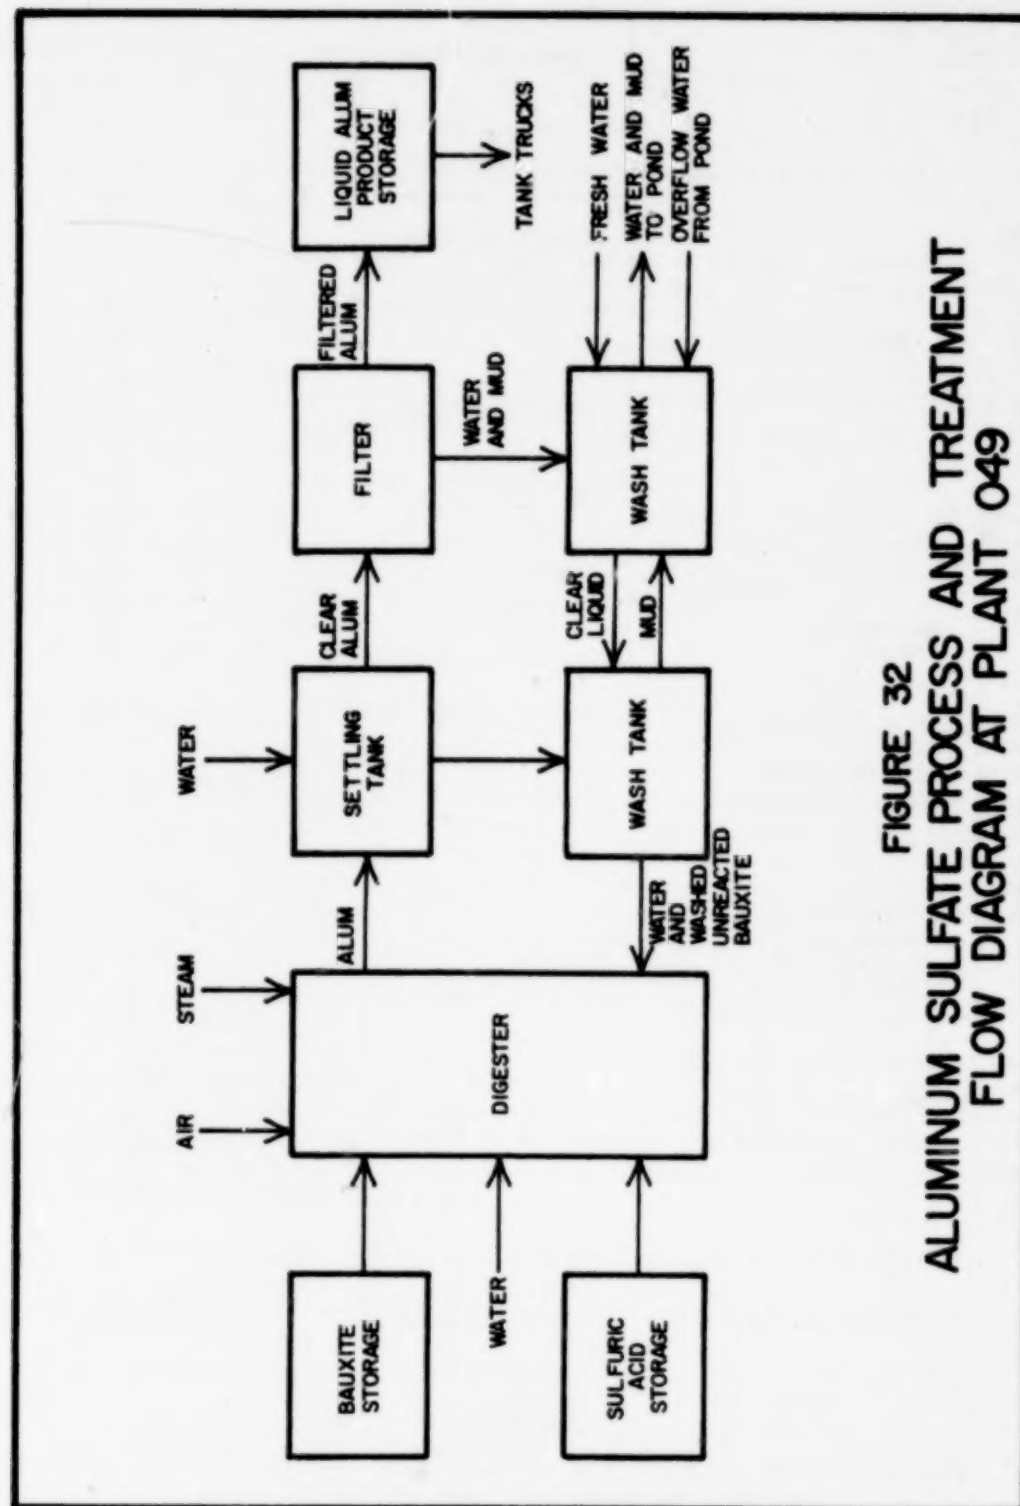 AIR
STEAM
WATER
BAUXITE
STORAGE
WATER
SULFURIC
ACID
STORAGE
DIGESTER
ALUM
SETTLING
TANK
CLEAR
ALUM
FILTER
FILTERED
ALUM
LIQUID ALUM
PRODUCT
STORAGE
TANK TRUCKS
WATER
AND MUD
WATER
AND
WASHED
UNREACTED
BAUXITE
WASH TANK
CLEAR
LIQUID
MUD
WASH TANK
FRESH WATER
WATER AND MUD
TO POND
OVERFLOW WATER
FROM POND
FIGURE 32
ALUMINUM SULFATE PROCESS AND TREATMENT
FLOW DIAGRAM AT PLANT 049